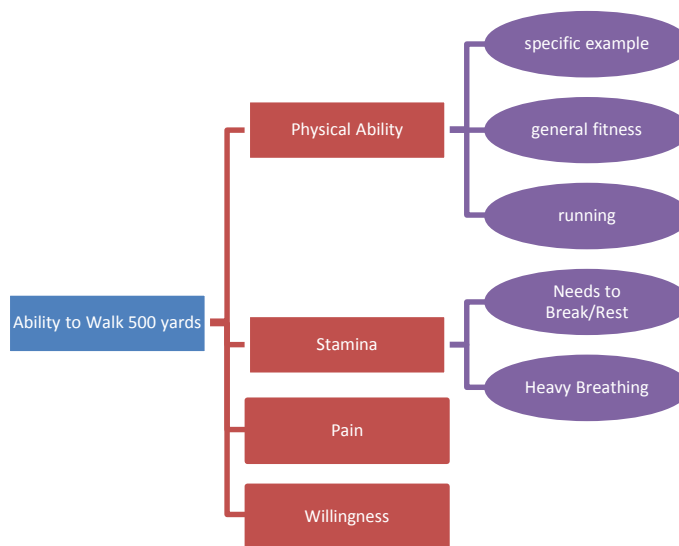 specific example
Physical Ability
general fitness
running
Ability to Walk 500 yards
Stamina
Needs to
Break/Rest
Heavy Breathing
Pain
Willingness